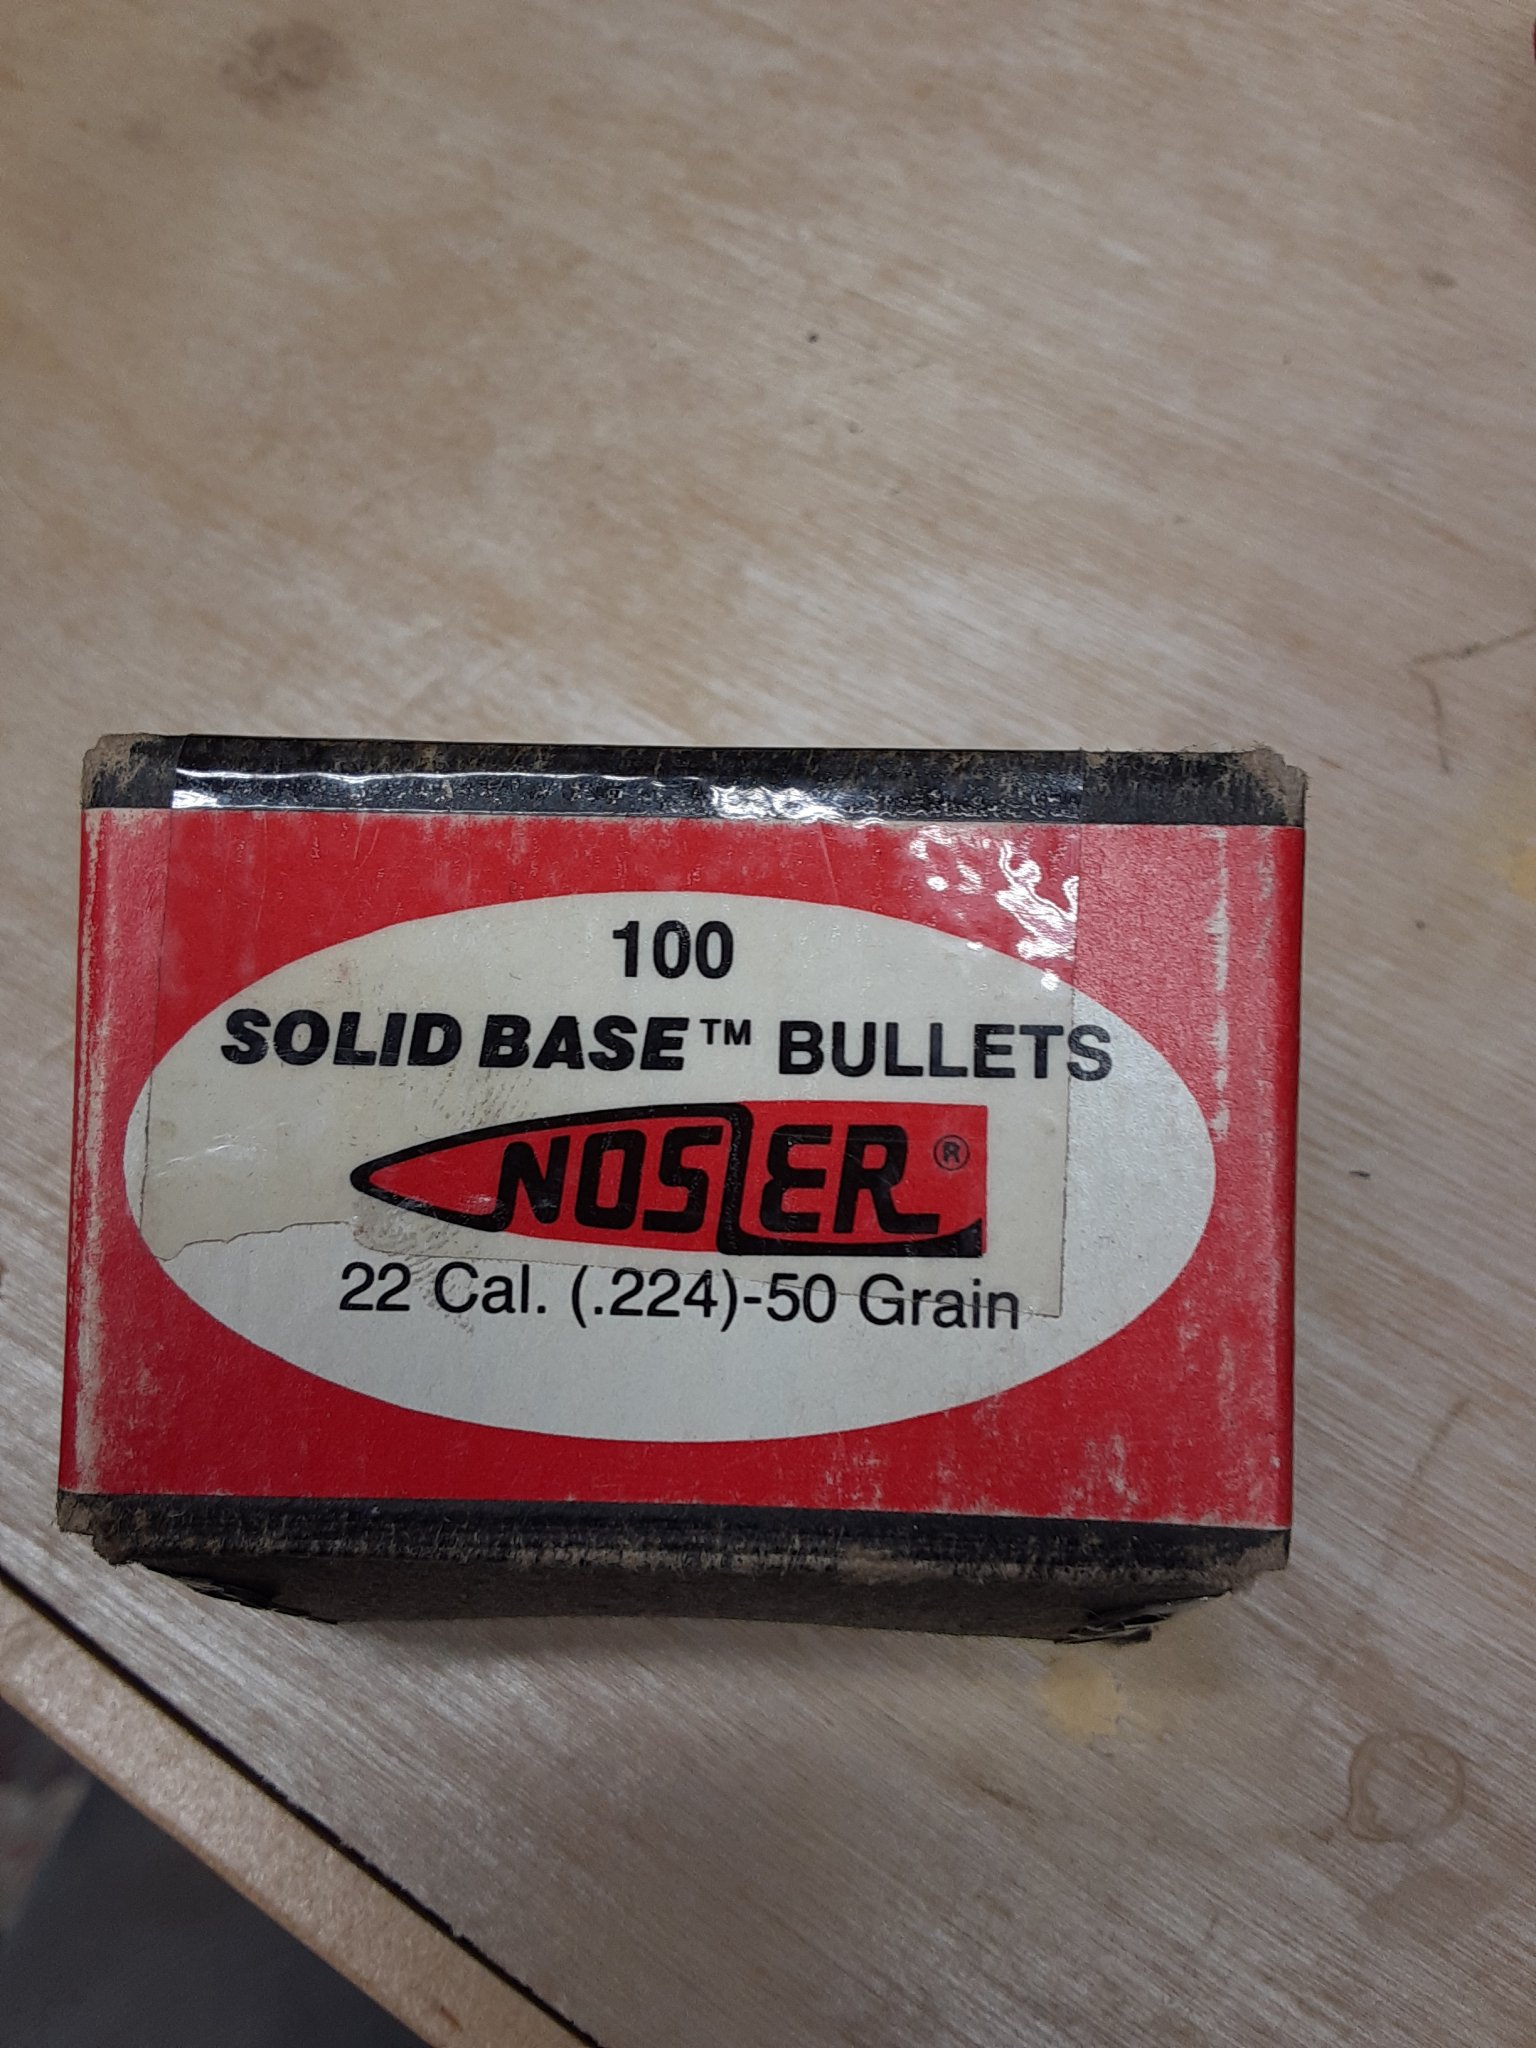 100
SOLID BASE™ BULLETS
NOSLER®
22 Cal. (.224)-50 Grain